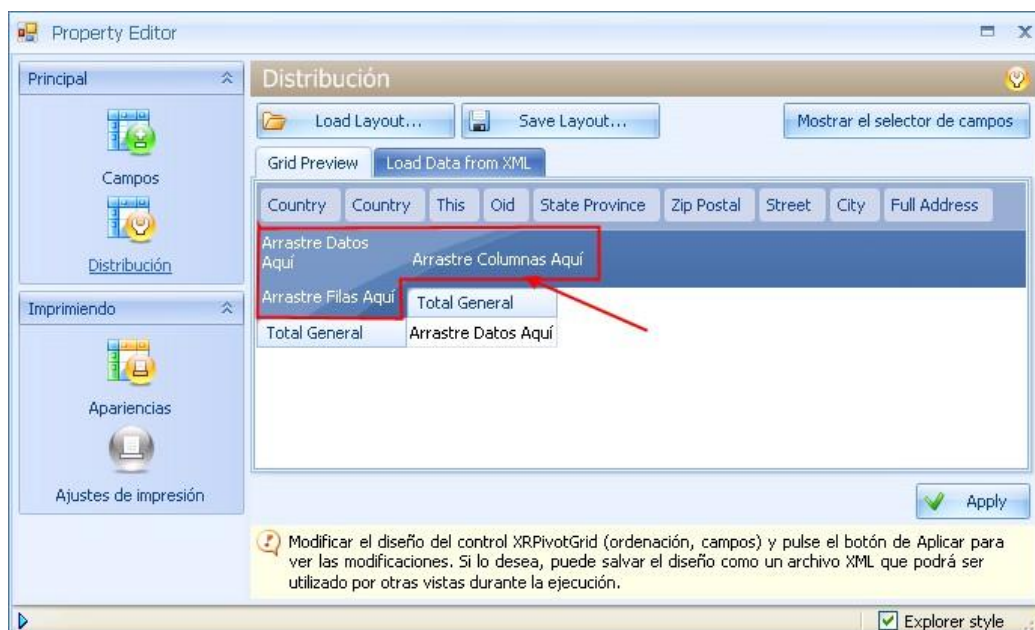 Property Editor
Principal
Campos
Distribución
Imprimiendo
Apariencias
Ajustes de impresión
Distribución
Load Layout...
Save Layout...
Mostrar el selector de campos
Grid Preview
Load Data from XML
Country
Country
This
Oid
State Province
Zip Postal
Street
City
Full Address
Arrastre Datos
Aquí
Arrastre Columnas Aquí
Arrastre Filas Aquí
Total General
Total General
Arrastre Datos Aquí
Apply
Modificar el diseño del control XRPivotGrid (ordenación, campos) y pulse el botón de Aplicar para
ver las modificaciones. Si lo desea, puede salvar el diseño como un archivo XML que podrá ser
utilizado por otras vistas durante la ejecución.
Explorer style